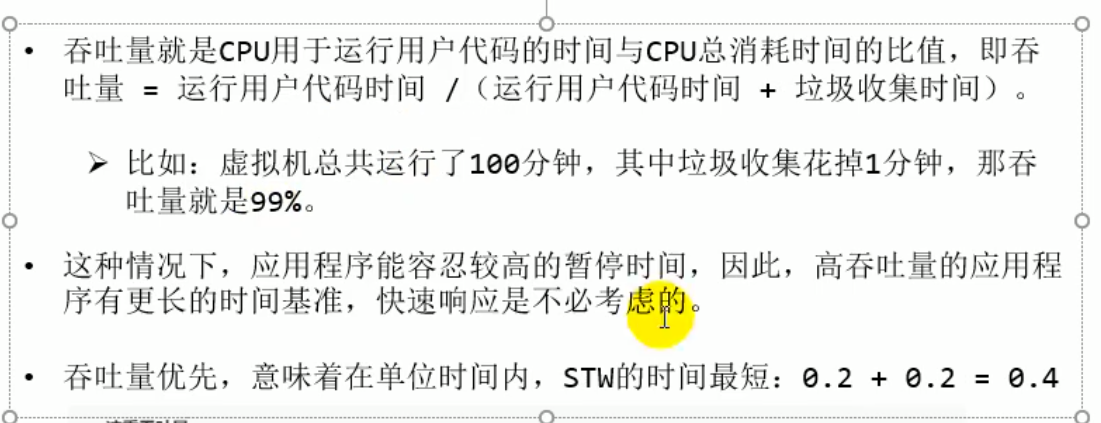 • 吞吐量就是CPU用于运行用户代码的时间与CPU总消耗时间的比值，即吞
吐量 = 运行用户代码时间 /（运行用户代码时间 + 垃圾收集时间）。
➢ 比如：虚拟机总共运行了100分钟，其中垃圾收集花掉1分钟，那吞
吐量就是99%。
• 这种情况下，应用程序能容忍较高的暂停时间，因此，高吞吐量的应用程
序有更长的时间基准，快速响应是不必考虑的。
• 吞吐量优先，意味着在单位时间内，STW的时间最短：0.2 + 0.2 = 0.4